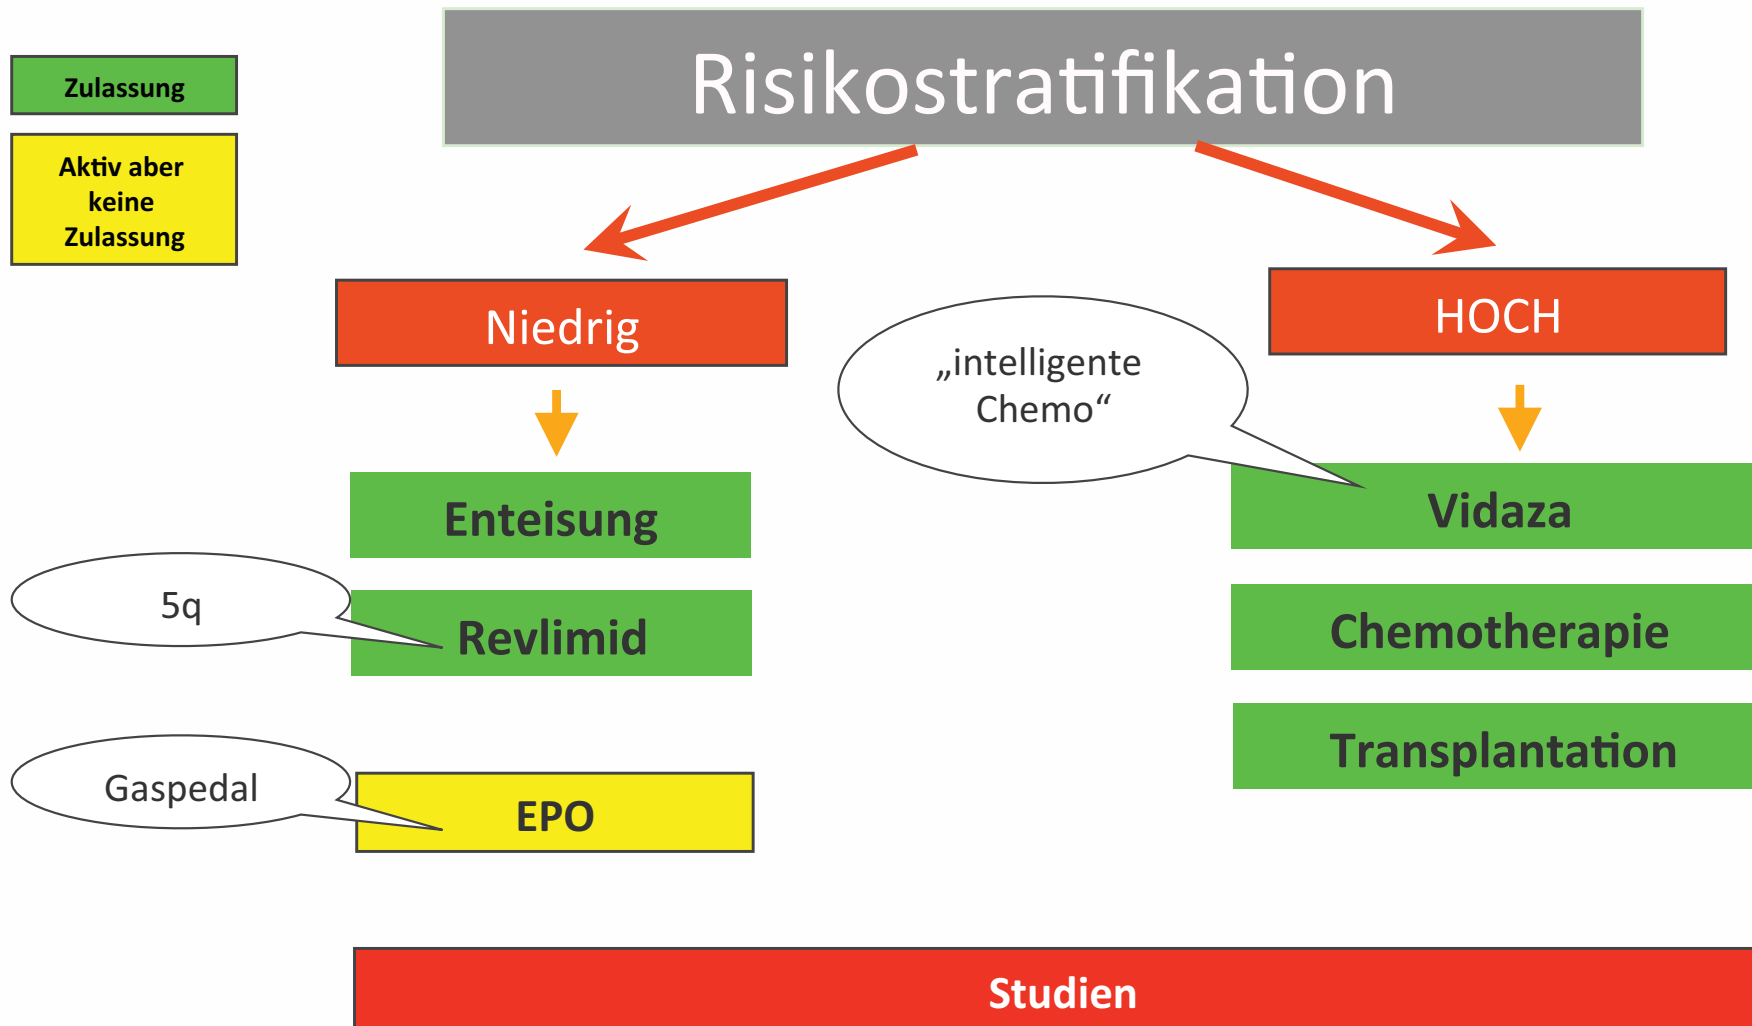 Risikostratifikation
Zulassung
Aktiv aber
keine
Zulassung
Niedrig
HOCH
„intelligente
Chemo“
Enteisung
Vidaza
5q
Revlimid
Chemotherapie
Transplantation
Gaspedal
EPO
Studien